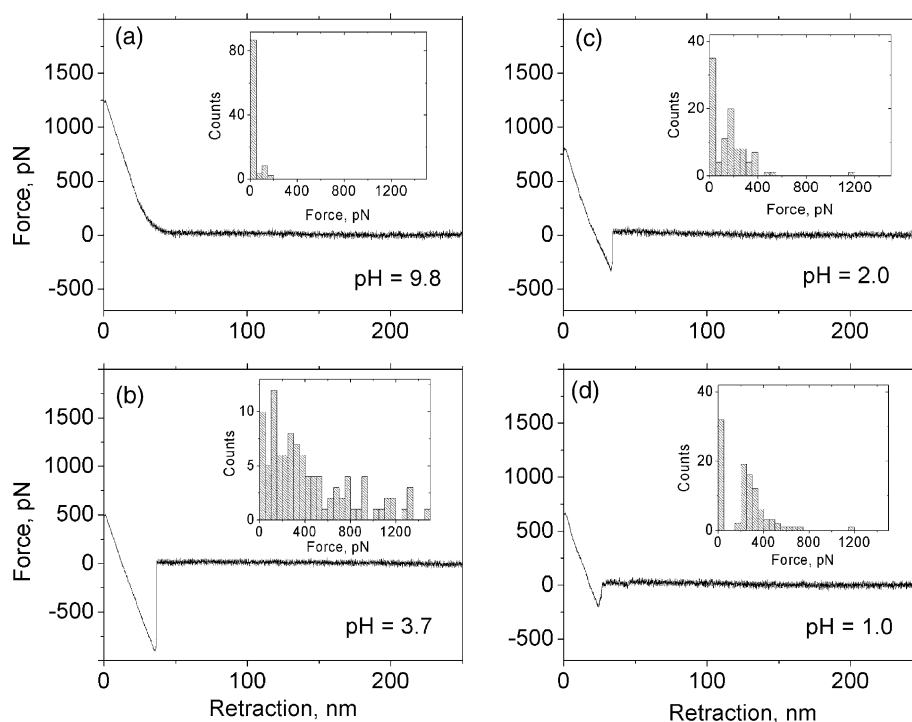 (a)
1500
1000
500
0
-500
Force, pN
80
40
0
Counts
0 400 800 1200
Force, pN
pH = 9.8
0 100 200
(c)
1500
1000
500
0
-500
40
20
0
Counts
0 400 800 1200
Force, pN
pH = 2.0
0 100 200
(b)
1500
1000
500
0
-500
Force, pN
10
5
0
Counts
0 400 800 1200
Force, pN
pH = 3.7
0 100 200
Retraction, nm
(d)
1500
1000
500
0
-500
40
20
0
Counts
0 400 800 1200
Force, pN
pH = 1.0
0 100 200
Retraction, nm